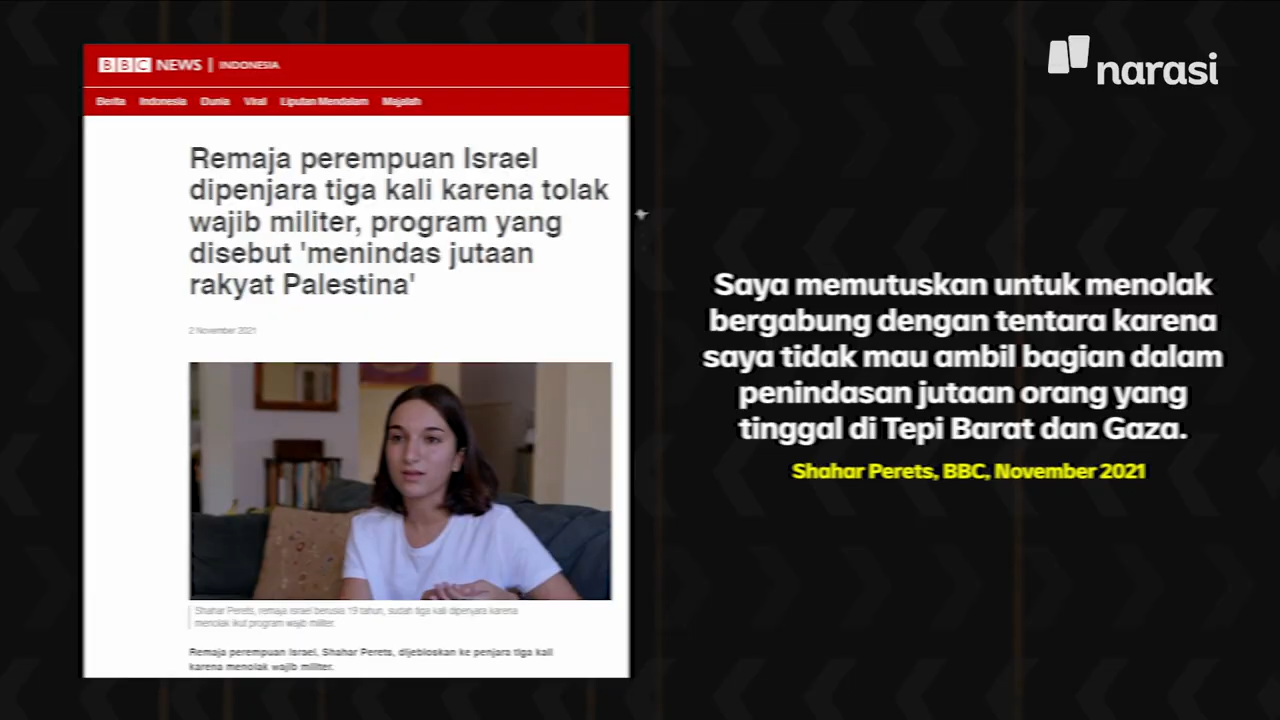 BBC NEWS | INDONESIA
Berita Indonesia Dunia Viral Liputan Mendalam Majalah
Remaja perempuan Israel
dipenjara tiga kali karena tolak
wajib militer, program yang
disebut 'menindas jutaan
rakyat Palestina'
2 November 2021
Shahar Perets, remaja Israel berusia 19 tahun, sudah tiga kali dipenjara karena
menolak ikut program wajib militer.
Remaja perempuan Israel, Shahar Perets, dijebloskan ke penjara tiga kali
karena menolak wajib militer.
narasi
Saya memutuskan untuk menolak
bergabung dengan tentara karena
saya tidak mau ambil bagian dalam
penindasan jutaan orang yang
tinggal di Tepi Barat dan Gaza.
Shahar Perets, BBC, November 2021